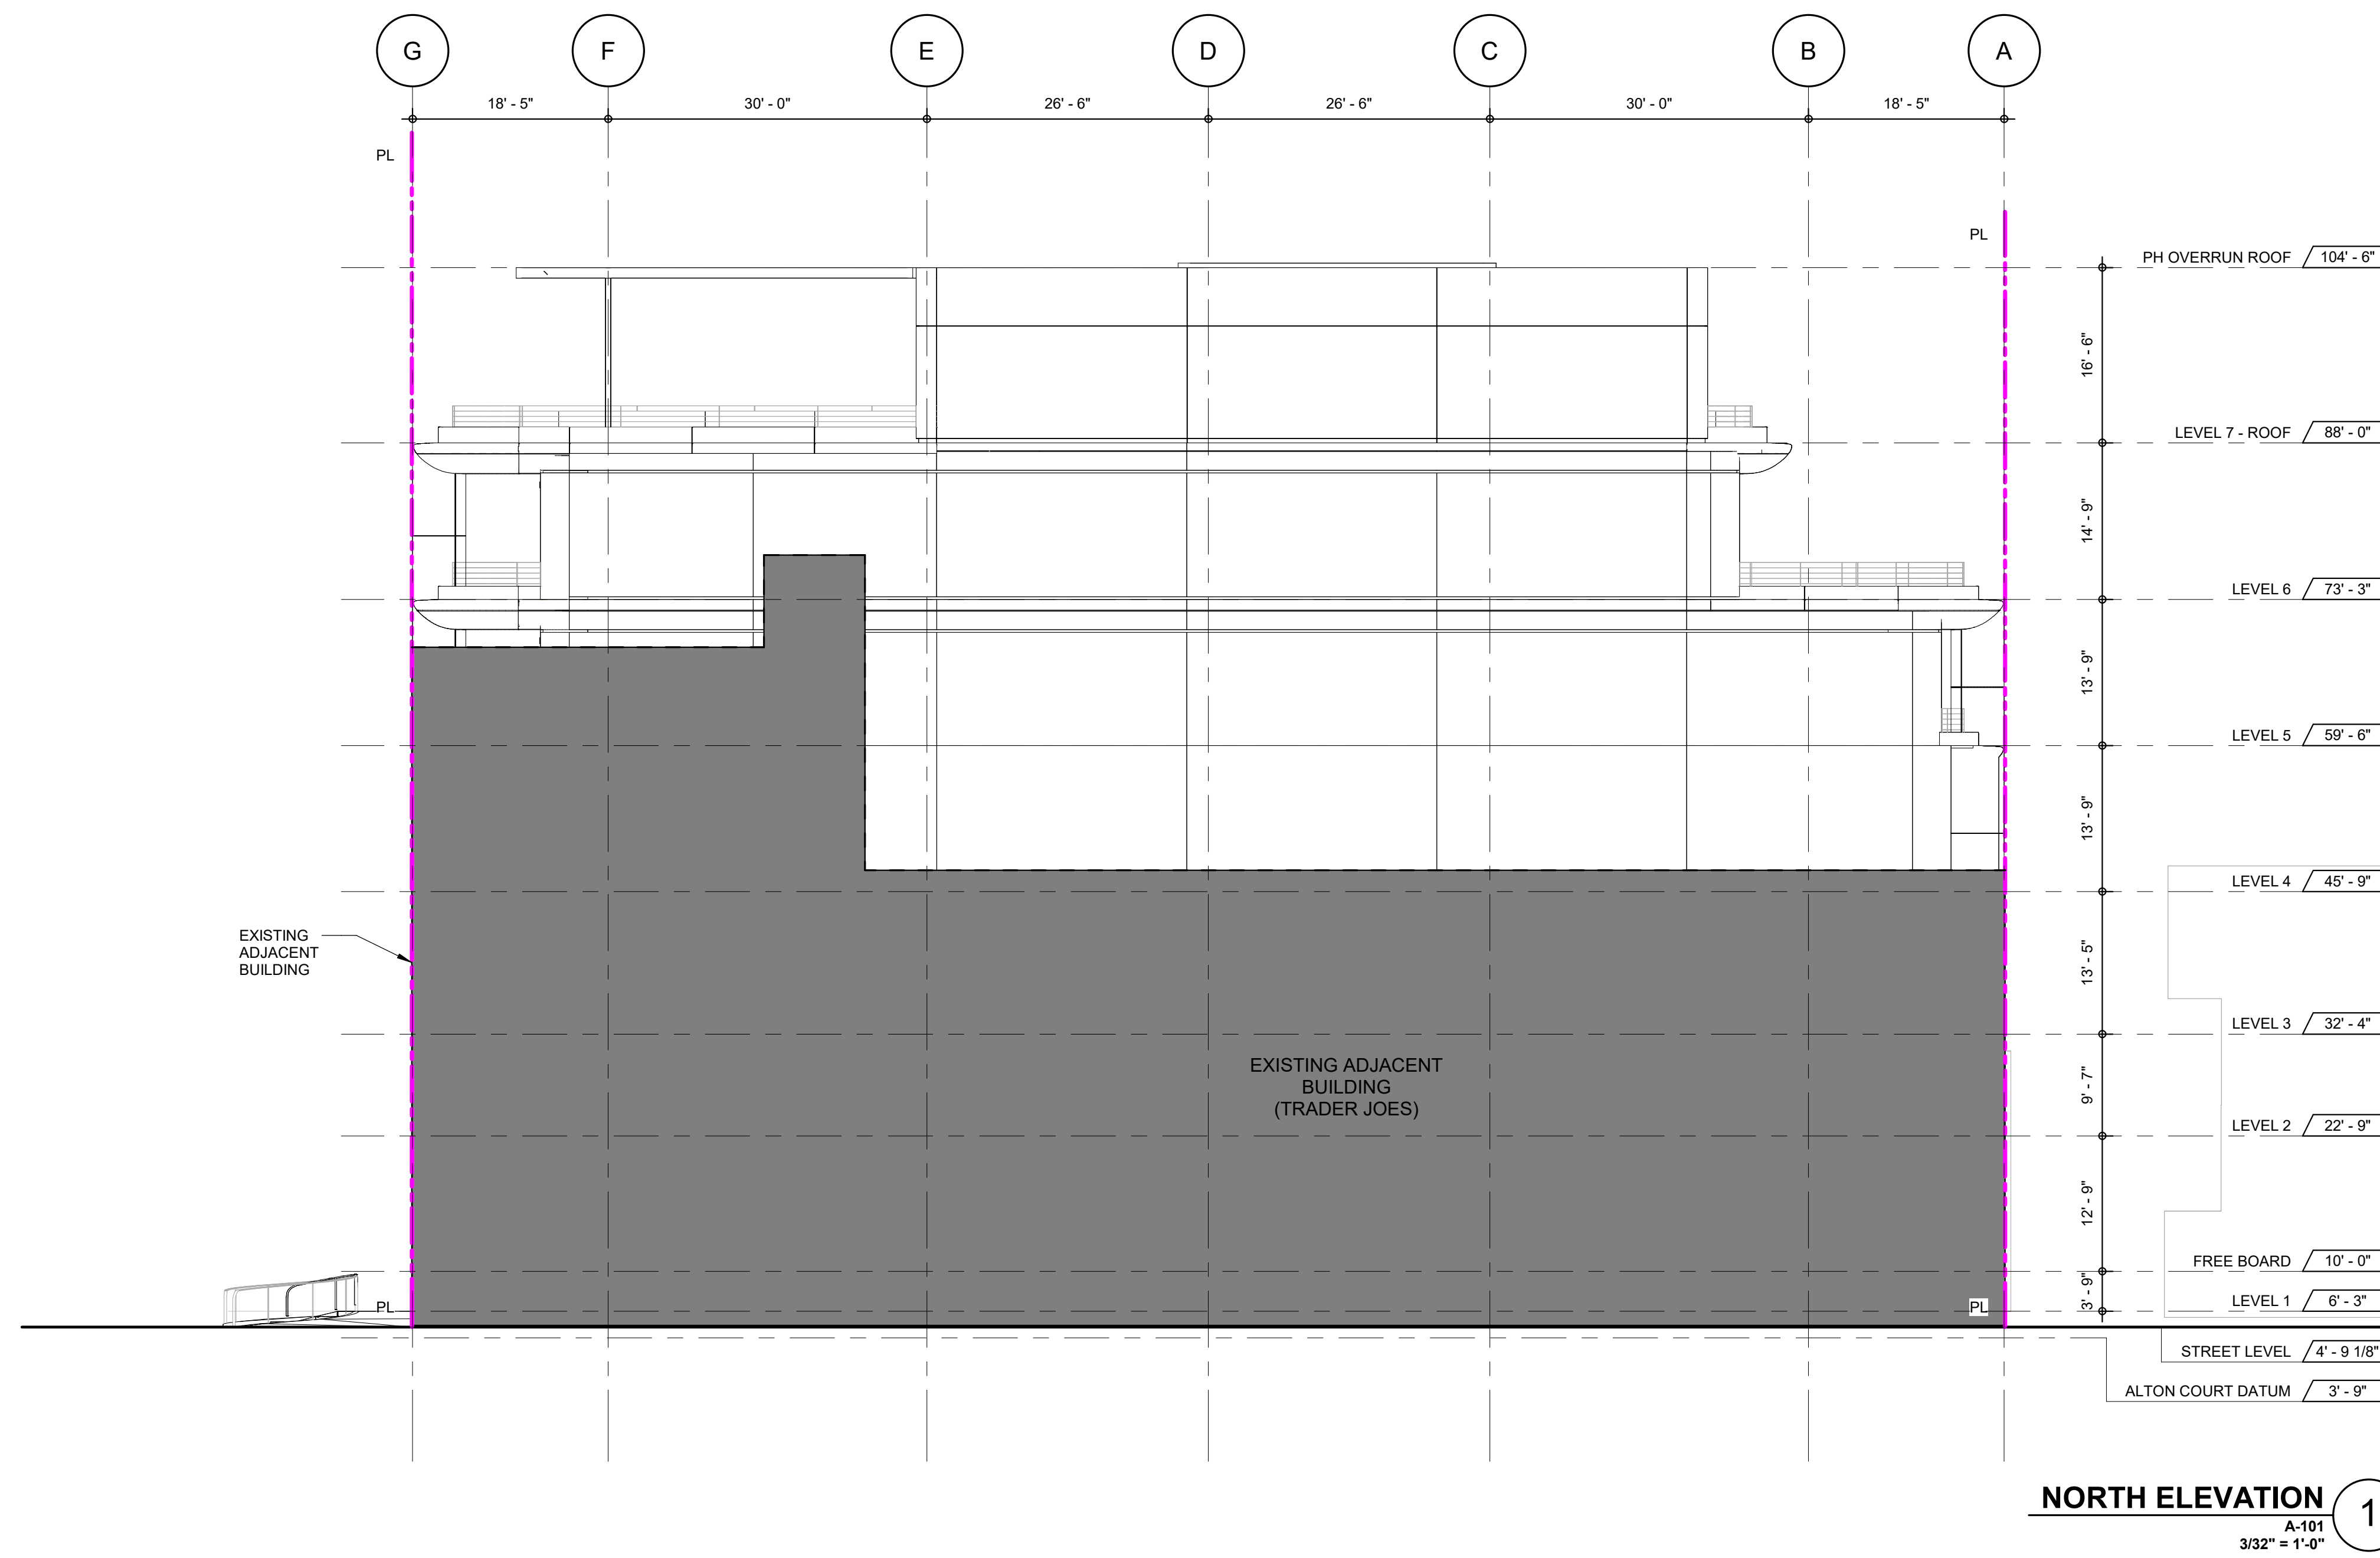 G F E D C B A
18' - 5" 30' - 0" 26' - 6" 26' - 6" 30' - 0" 18' - 5"
PL
PL
PH OVERRUN ROOF 104' - 6"
16' - 6"
LEVEL 7 - ROOF 88' - 0"
14' - 9"
LEVEL 6 73' - 3"
13' - 9"
LEVEL 5 59' - 6"
13' - 9"
LEVEL 4 45' - 9"
EXISTING
ADJACENT
BUILDING
13' - 5"
LEVEL 3 32' - 4"
EXISTING ADJACENT
BUILDING
(TRADER JOES)
9' - 7"
LEVEL 2 22' - 9"
12' - 9"
FREE BOARD 10' - 0"
3' - 9"
LEVEL 1 6' - 3"
PL PL
STREET LEVEL 4' - 9 1/8"
ALTON COURT DATUM 3' - 9"
NORTH ELEVATION 1
A-101
3/32" = 1'-0"